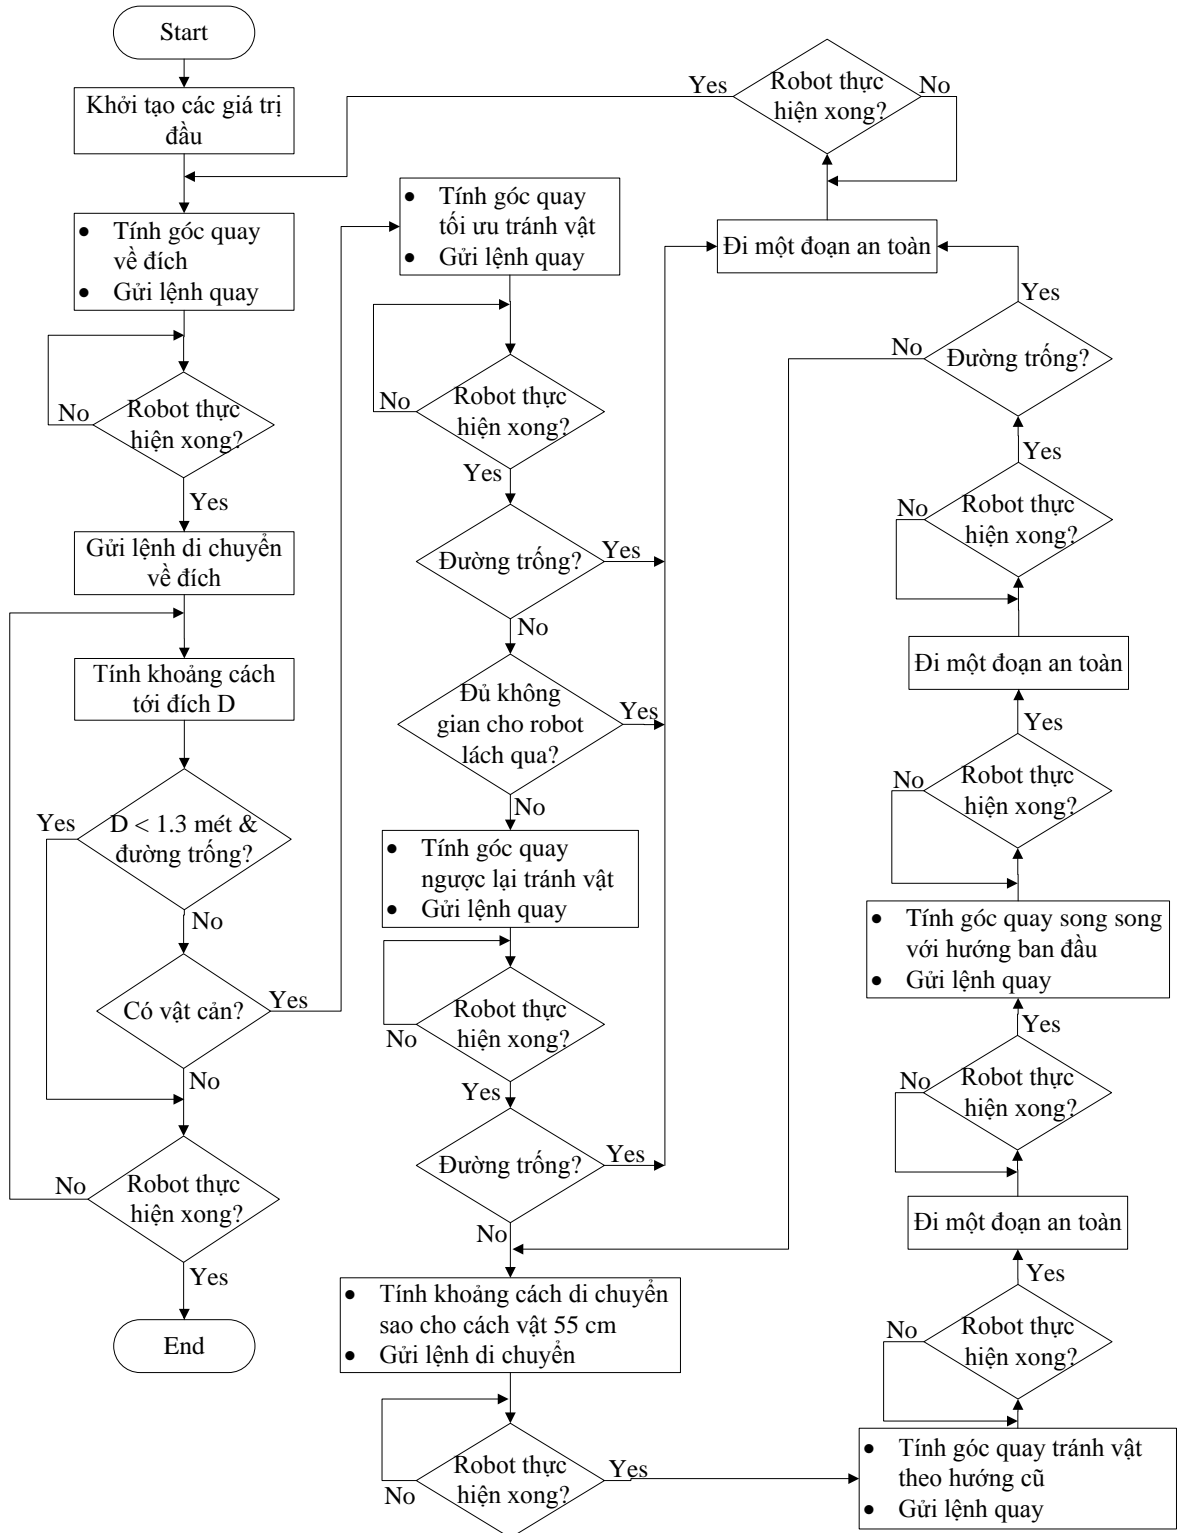 Start
Khởi tạo các giá trị
đầu
• Tính góc quay
về đích
• Gửi lệnh quay
No
Robot thực
hiện xong?
Yes
Gửi lệnh di chuyển
về đích
Tính khoảng cách
tới đích D
Yes
D < 1.3 mét &
đường trống?
No
Có vật cản?
Yes
No
No
Robot thực
hiện xong?
Yes
End
• Tính góc quay
tối ưu tránh vật
• Gửi lệnh quay
No
Robot thực
hiện xong?
Yes
Đường trống?
Yes
No
Đủ không
gian cho robot
lách qua?
Yes
No
• Tính góc quay
ngược lại tránh vật
• Gửi lệnh quay
No
Robot thực
hiện xong?
Yes
Đường trống?
Yes
No
• Tính khoảng cách di chuyển
sao cho cách vật 55 cm
• Gửi lệnh di chuyển
No
Robot thực
hiện xong?
Yes
Yes
Robot thực
hiện xong?
No
Đi một đoạn an toàn
Yes
No
Đường trống?
Yes
No
Robot thực
hiện xong?
Đi một đoạn an toàn
Yes
No
Robot thực
hiện xong?
• Tính góc quay song song
với hướng ban đầu
• Gửi lệnh quay
Yes
No
Robot thực
hiện xong?
Đi một đoạn an toàn
Yes
No
Robot thực
hiện xong?
• Tính góc quay tránh vật
theo hướng cũ
• Gửi lệnh quay